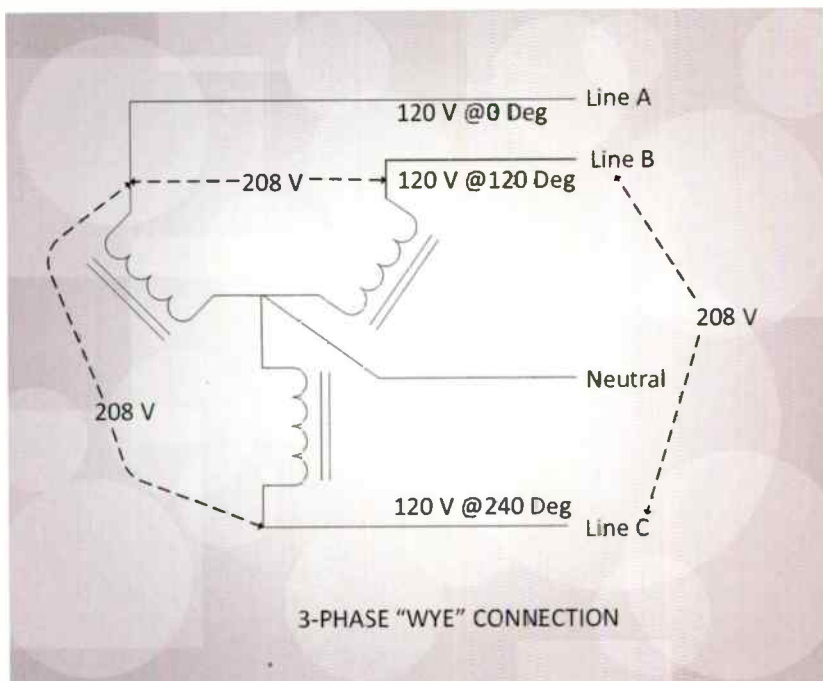 Line A
120 V @0 Deg
Line B
208 V
120 V @120 Deg
208 V
Neutral
208 V
120 V @240 Deg
Line C
3-PHASE “WYE” CONNECTION